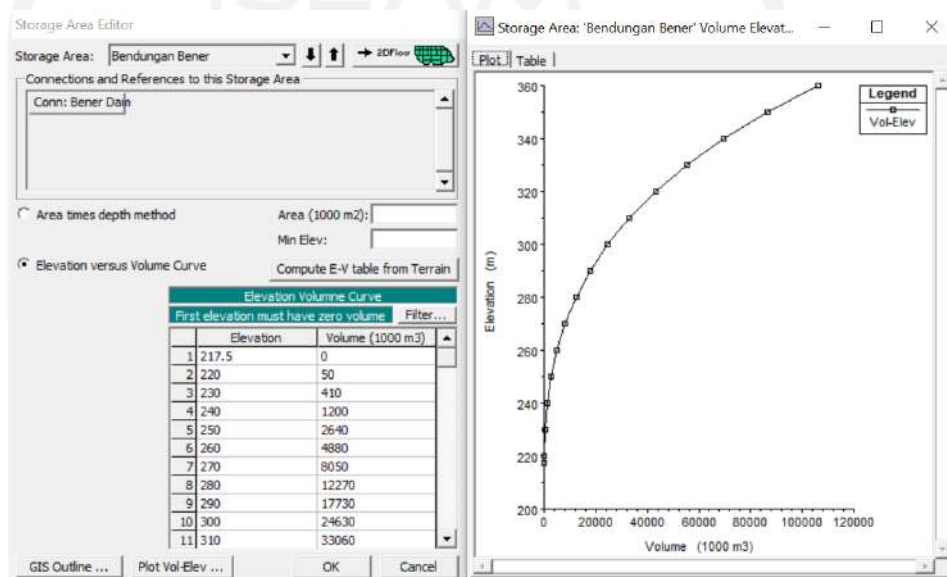 Storage Area Editor
Storage Area: Bendungan Bener
2DFlow
Connections and References to this Storage Area
Conn: Bener Dam
Area times depth method
Area (1000 m2):
Min Elev:
Elevation versus Volume Curve
Compute E-V table from Terrain
Elevation Volumne Curve
First elevation must have zero volume
Filter...
Elevation Volume (1000 m3)
1 217.5 0
2 220 50
3 230 410
4 240 1200
5 250 2640
6 260 4880
7 270 8050
8 280 12270
9 290 17730
10 300 24630
11 310 33060
GIS Outline ... Plot Vol-Elev ... OK Cancel
Storage Area: 'Bendungan Bener' Volume Elevat...
Plot Table
Legend
Vol-Elev
Elevation (m)
360
340
320
300
280
260
240
220
200
0 20000 40000 60000 80000 100000 120000
Volume (1000 m3)